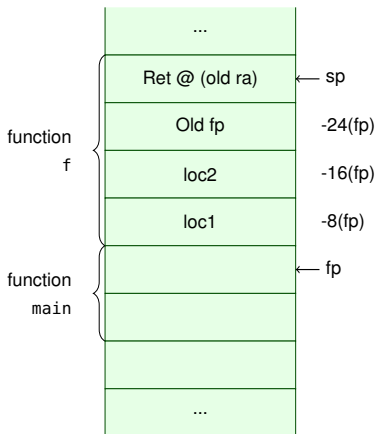 ...
Ret @ (old ra)
sp
Old fp
-24(fp)
function
f
loc2
-16(fp)
loc1
-8(fp)
fp
function
main
...